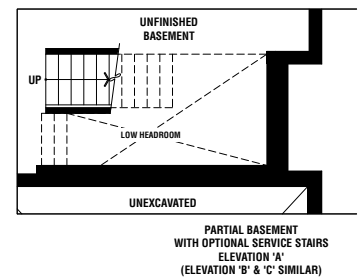 UNFINISHED
BASEMENT
UP
LOW HEADROOM
UNEXCAVATED
PARTIAL BASEMENT
WITH OPTIONAL SERVICE STAIRS
ELEVATION 'A'
(ELEVATION 'B' & 'C' SIMILAR)